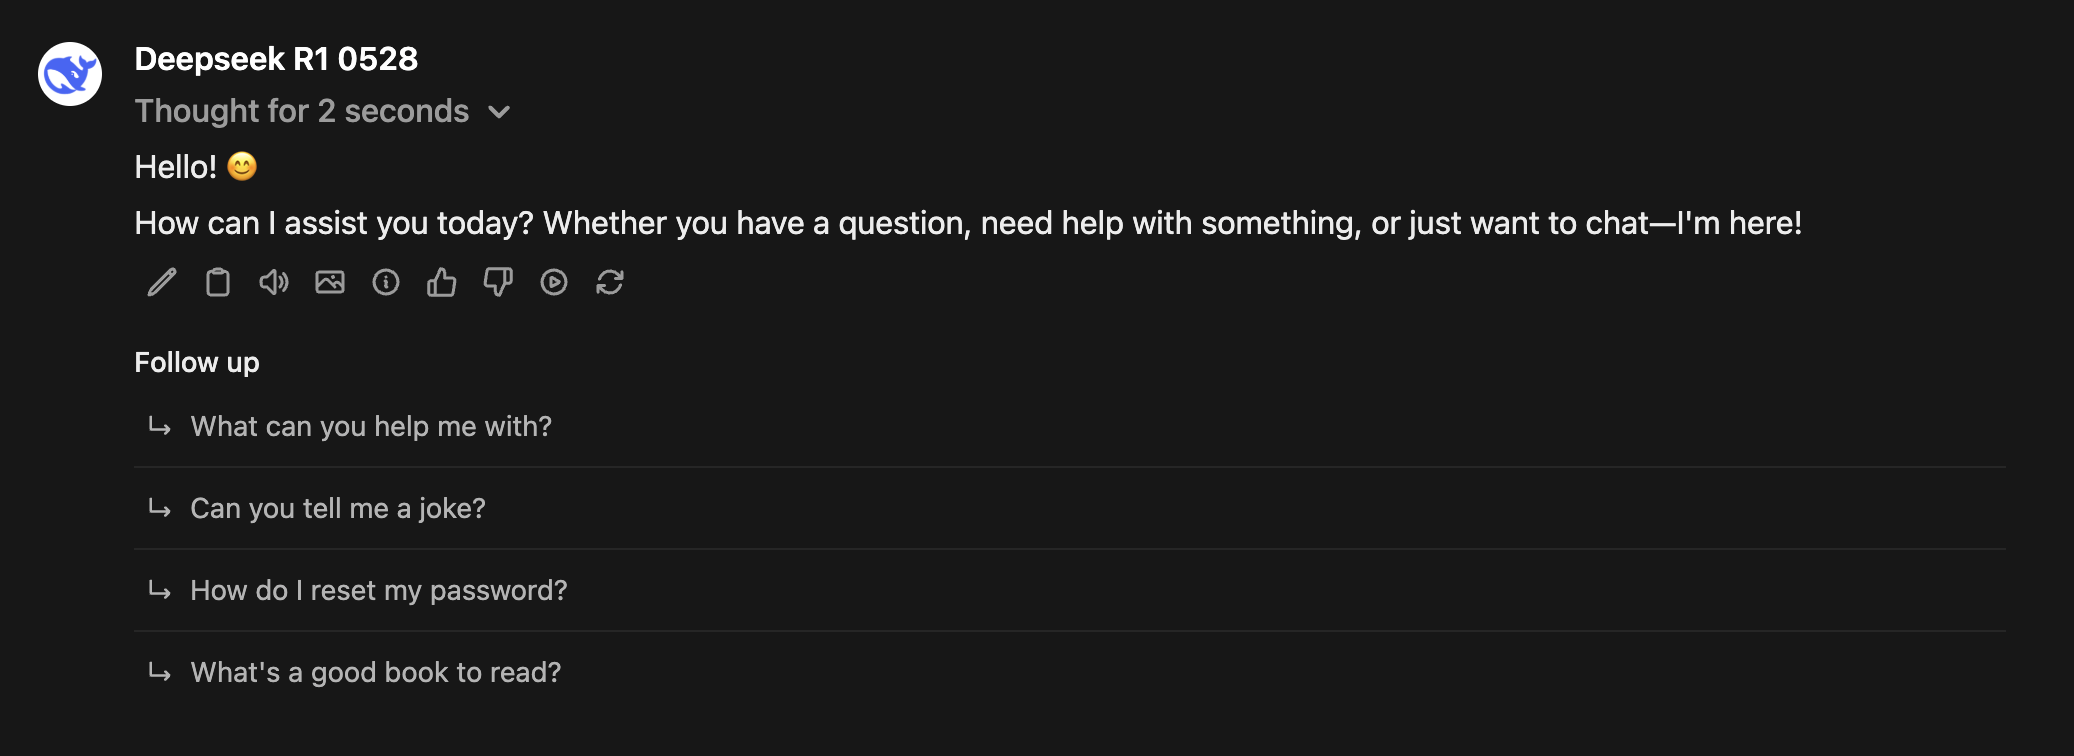 Deepseek R1 0528
Thought for 2 seconds
Hello! 😊
How can I assist you today? Whether you have a question, need help with something, or just want to chat—I'm here!
Follow up
What can you help me with?
Can you tell me a joke?
How do I reset my password?
What's a good book to read?